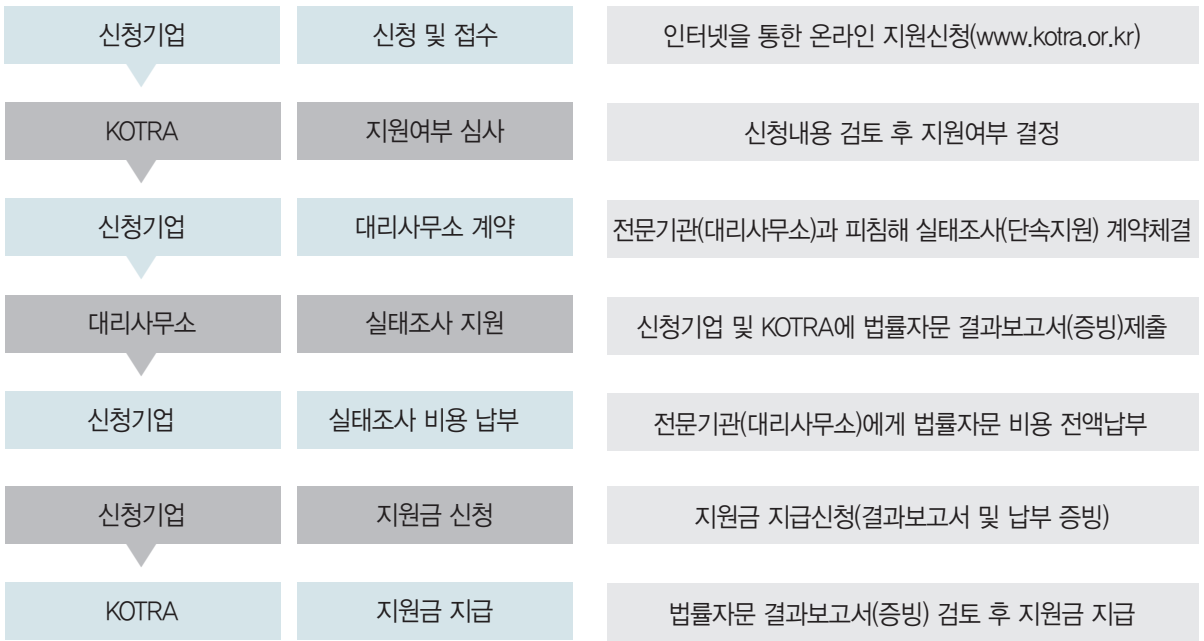 신청기업 신청 및 접수 인터넷을 통한 온라인 지원신청(www.kotra.or.kr)
KOTRA 지원여부 심사 신청내용 검토 후 지원여부 결정
신청기업 대리사무소 계약 전문기관(대리사무소)과 피침해 실태조사(단속지원) 계약체결
대리사무소 실태조사 지원 신청기업 및 KOTRA에 법률자문 결과보고서(증빙)제출
신청기업 실태조사 비용 납부 전문기관(대리사무소)에게 법률자문 비용 전액납부
신청기업 지원금 신청 지원금 지급신청(결과보고서 및 납부 증빙)
KOTRA 지원금 지급 법률자문 결과보고서(증빙) 검토 후 지원금 지급